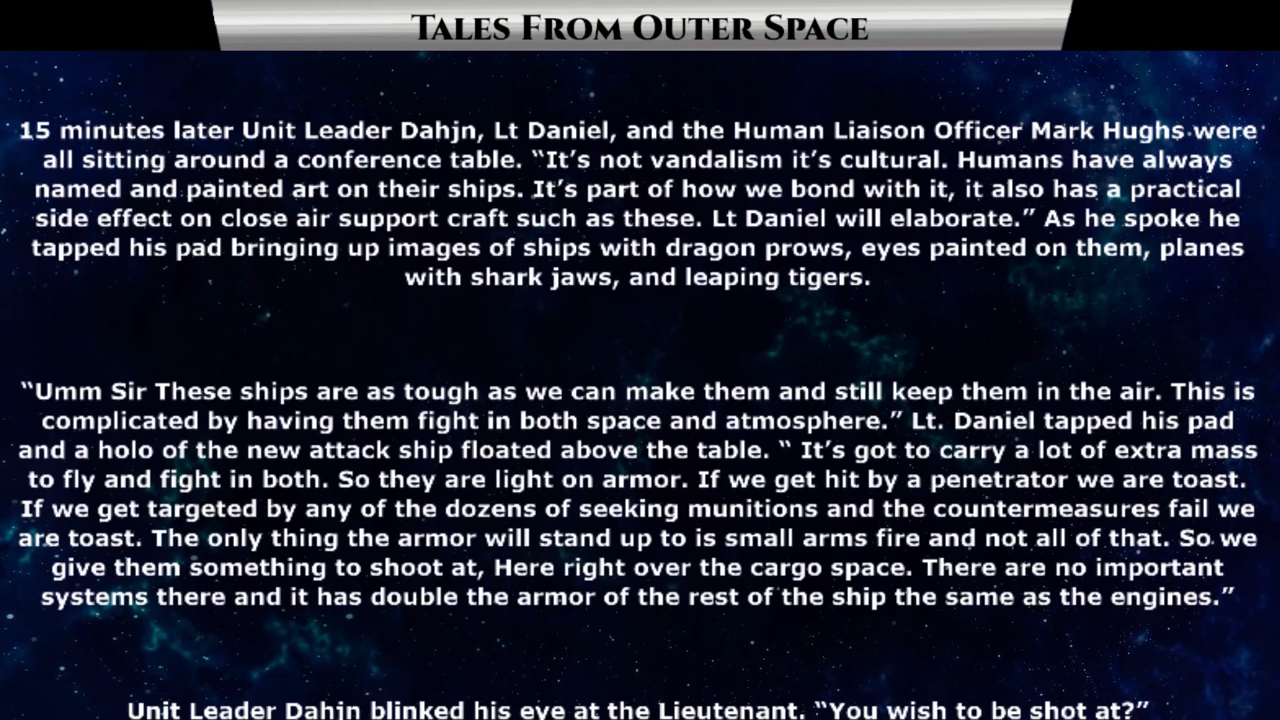 Tales From Outer Space
15 minutes later Unit Leader Dahjn, Lt Daniel, and the Human Liaison Officer Mark Hughs were
all sitting around a conference table. “It’s not vandalism it’s cultural. Humans have always
named and painted art on their ships. It’s part of how we bond with it, it also has a practical
side effect on close air support craft such as these. Lt Daniel will elaborate.” As he spoke he
tapped his pad bringing up images of ships with dragon prows, eyes painted on them, planes
with shark jaws, and leaping tigers.
“Umm Sir These ships are as tough as we can make them and still keep them in the air. This is
complicated by having them fight in both space and atmosphere.” Lt. Daniel tapped his pad
and a holo of the new attack ship floated above the table. “ It’s got to carry a lot of extra mass
to fly and fight in both. So they are light on armor. If we get hit by a penetrator we are toast.
If we get targeted by any of the dozens of seeking munitions and the countermeasures fail we
are toast. The only thing the armor will stand up to is small arms fire and not all of that. So we
give them something to shoot at, Here right over the cargo space. There are no important
systems there and it has double the armor of the rest of the ship the same as the engines.”
Unit Leader Dahjn blinked his eye at the Lieutenant. “You wish to be shot at?”